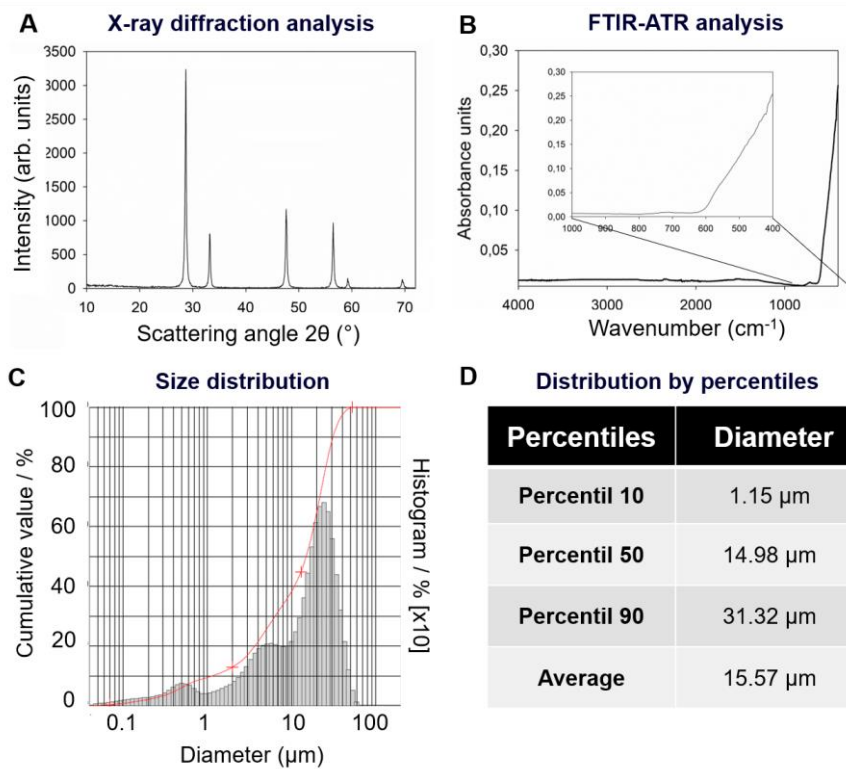 A X-ray diffraction analysis
Intensity (arb. units)
3500
3000
2500
2000
1500
1000
500
0
10 20 30 40 50 60 70
Scattering angle 2θ (°)
B FTIR-ATR analysis
Absorbance units
0,30
0,25
0,20
0,15
0,10
0,05
0,30
0,25
0,20
0,15
0,10
0,05
0,00
1000 900 800 700 600 500 400
4000 3000 2000 1000
Wavenumber (cm-1)
C Size distribution
Cumulative value / %
100
80
60
40
20
0
0.1 1 10 100
Diameter (µm)
Histogram / % [x10]
D Distribution by percentiles
Percentiles Diameter
Percentil 10 1.15 µm
Percentil 50 14.98 µm
Percentil 90 31.32 µm
Average 15.57 µm